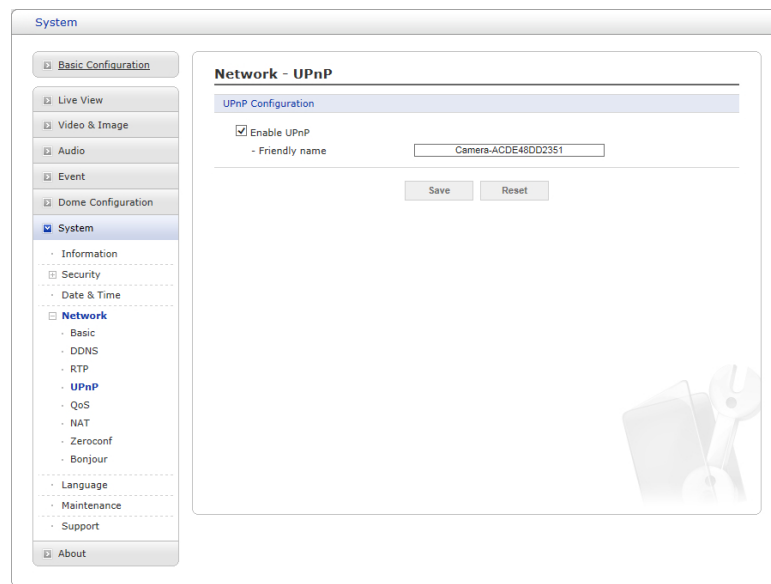 System
Basic Configuration
Live View
Video & Image
Audio
Event
Dome Configuration
System
Information
Security
Date & Time
Network
Basic
DDNS
RTP
UPnP
QoS
NAT
Zeroconf
Bonjour
Language
Maintenance
Support
About
Network - UPnP
UPnP Configuration
Enable UPnP
- Friendly name Camera-ACDE48DD2351
Save Reset